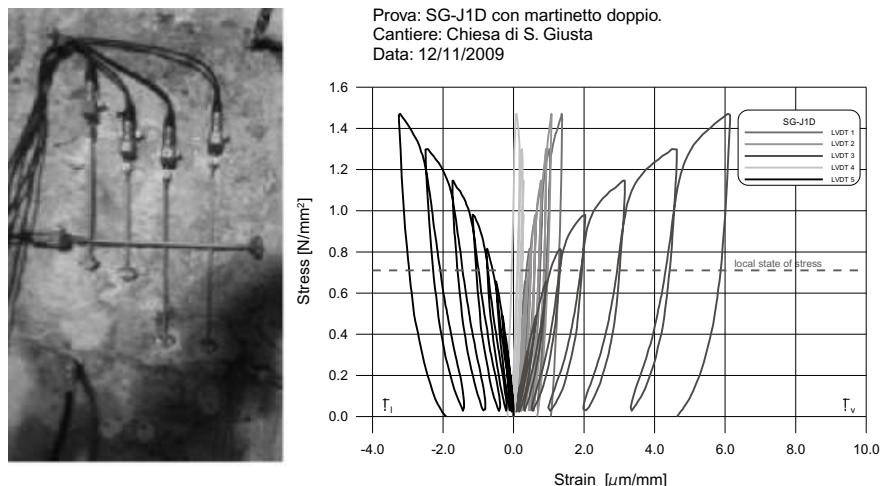 Prova: SG-J1D con martinetto doppio.
Cantiere: Chiesa di S. Giusta
Data: 12/11/2009
1.6
1.4
1.2
1.0
0.8
0.6
0.4
0.2
0.0
Stress [N/mm²]
SG-J1D
LVDT 1
LVDT 2
LVDT 3
LVDT 4
LVDT 5
local state of stress
-4.0 -2.0 0.0 2.0 4.0 6.0 8.0 10.0
Strain [μm/mm]